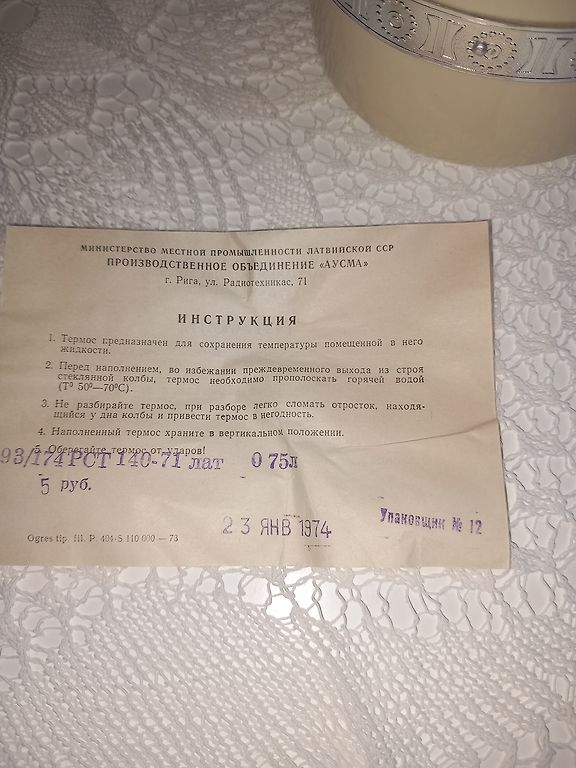 МИНИСТЕРСТВО МЕСТНОЙ ПРОМЫШЛЕННОСТИ ЛАТВИЙСКОЙ ССР
ПРОИЗВОДСТВЕННОЕ ОБЪЕДИНЕНИЕ «АУСМА»
г. Рига, ул. Радиотехникас, 71
ИНСТРУКЦИЯ
1. Термос предназначен для сохранения температуры помещенной в него
жидкости.
2. Перед наполнением, во избежании преждевременного выхода из строя
стеклянной колбы, термос необходимо прополоскать горячей водой
(Т° 50°—70°С).
3. Не разбирайте термос, при разборе легко сломать отросток, находя-
щийся у дна колбы и привести термос в негодность.
4. Наполненный термос храните в вертикальном положении.
5. Оберегайте термос от ударов!
93/174 РСТ 140-71 лат 0 75л
5 руб.
23 ЯНВ 1974
Упаковщик № 12
Ogres tip. fil. P. 404-S 110 000 — 73